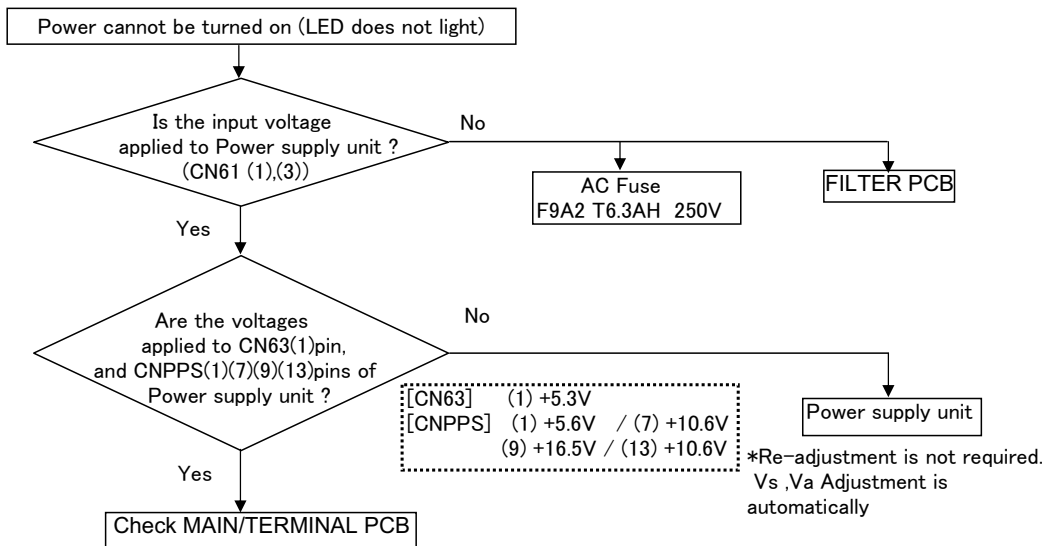 Power cannot be turned on (LED does not light)
Is the input voltage
applied to Power supply unit ?
(CN61 (1),(3))
No
AC Fuse
F9A2 T6.3AH 250V
FILTER PCB
Yes
Are the voltages
applied to CN63(1)pin,
and CNPPS(1)(7)(9)(13)pins of
Power supply unit ?
No
[CN63] (1) +5.3V
[CNPPS] (1) +5.6V / (7) +10.6V
(9) +16.5V / (13) +10.6V
Power supply unit
*Re-adjustment is not required.
Vs ,Va Adjustment is
automatically
Yes
Check MAIN/TERMINAL PCB